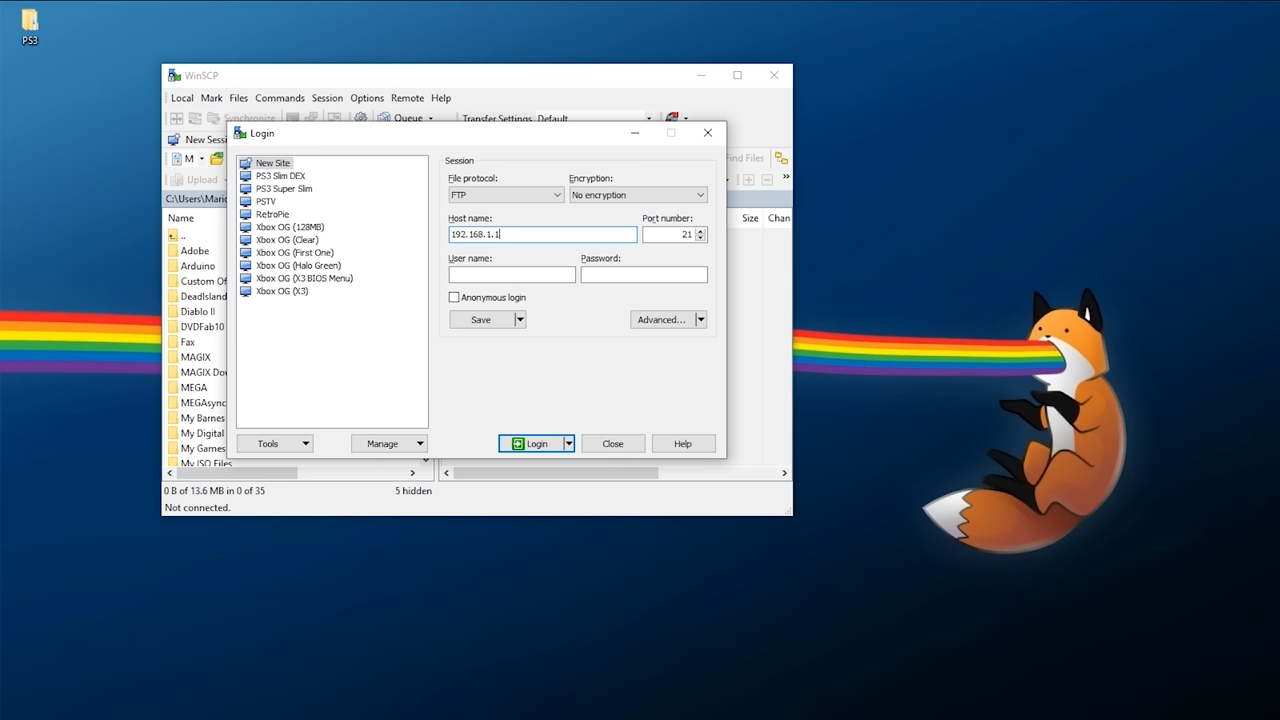 PS3
WinSCP
Local Mark Files Commands Session Options Remote Help
Synchronize Queue Transfer Settings Default
New Sessi
Login
M
Find Files
Upload
C:\Users\Mario
Name
Size Chan
..
Adobe
Arduino
Custom Of
DeadIsland
Diablo II
DVDFab10
Fax
MAGIX
MAGIX Dov
MEGA
MEGAsync
My Barnes
My Digital
My Games
My ISO Files
New Site
PS3 Slim DEX
PS3 Super Slim
PSTV
RetroPie
Xbox OG (128MB)
Xbox OG (Clear)
Xbox OG (First One)
Xbox OG (Halo Green)
Xbox OG (X3 BIOS Menu)
Xbox OG (X3)
Session
File protocol: Encryption:
FTP No encryption
Host name: Port number:
192.168.1.1 21
User name: Password:
Anonymous login
Save Advanced...
Tools Manage Login Close Help
0 B of 13.6 MB in 0 of 35 5 hidden
Not connected.